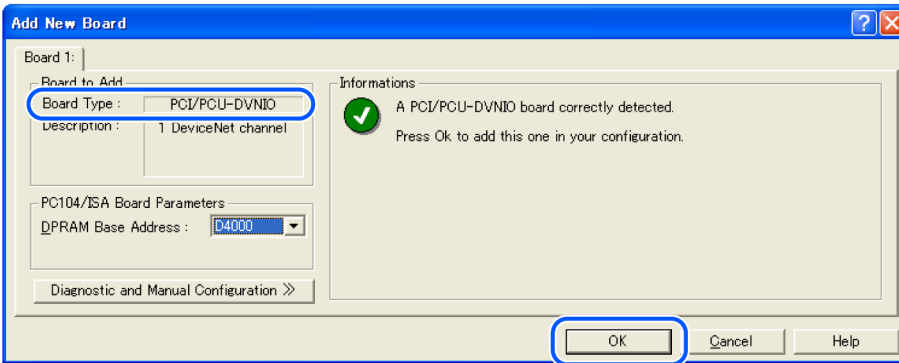 Add New Board
Board 1:
Board to Add
Board Type : PCI/PCU-DVNIO
Description : 1 DeviceNet channel
PC104/ISA Board Parameters
DPRAM Base Address : D4000
Diagnostic and Manual Configuration >>
Informations
A PCI/PCU-DVNIO board correctly detected.
Press Ok to add this one in your configuration.
OK Cancel Help